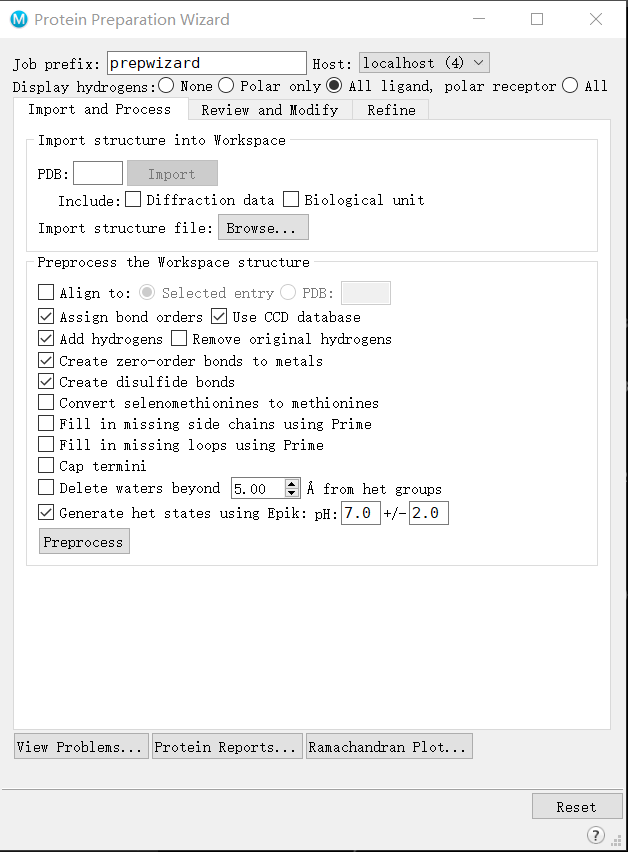 M Protein Preparation Wizard
Job prefix: prepwizard Host: localhost (4)
Display hydrogens: None Polar only All ligand, polar receptor All
Import and Process Review and Modify Refine
Import structure into Workspace
PDB: Import
Include: Diffraction data Biological unit
Import structure file: Browse...
Preprocess the Workspace structure
Align to: Selected entry PDB:
Assign bond orders Use CCD database
Add hydrogens Remove original hydrogens
Create zero-order bonds to metals
Create disulfide bonds
Convert selenomethionines to methionines
Fill in missing side chains using Prime
Fill in missing loops using Prime
Cap termini
Delete waters beyond 5.00 Å from het groups
Generate het states using Epik: pH: 7.0 +/- 2.0
Preprocess
View Problems... Protein Reports... Ramachandran Plot...
Reset
?